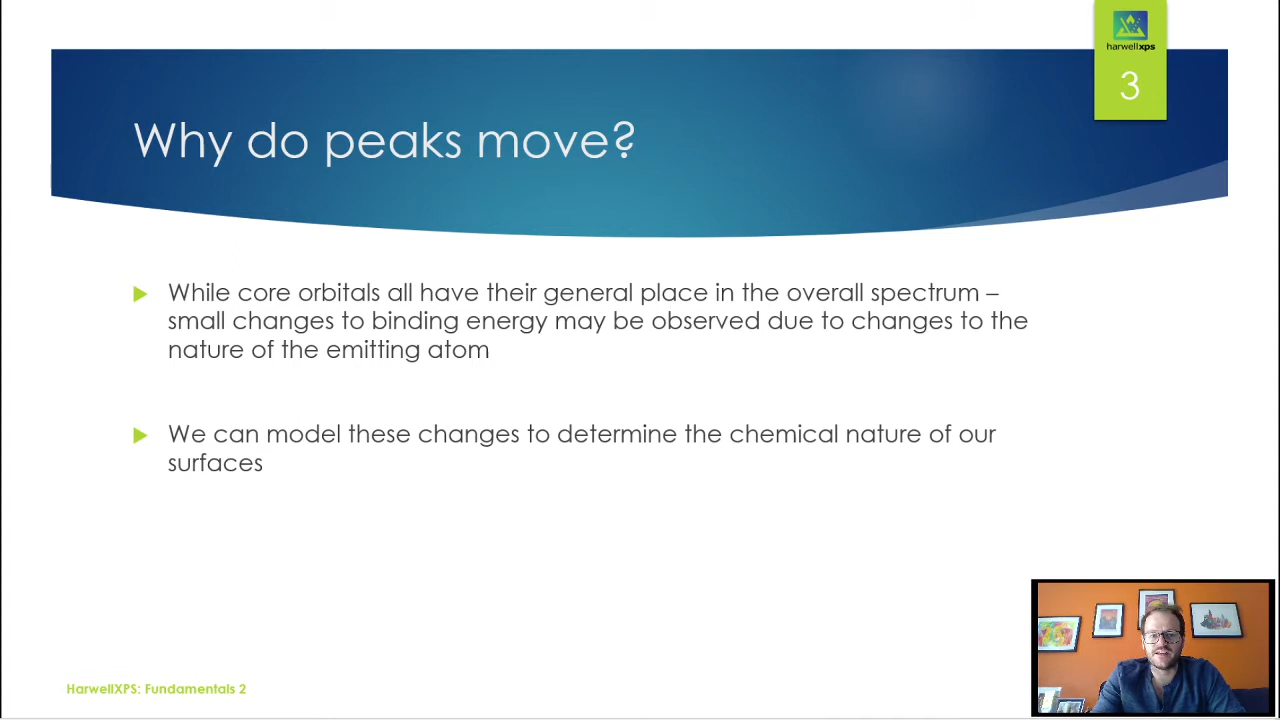 harwellxps
3
Why do peaks move?
While core orbitals all have their general place in the overall spectrum –
small changes to binding energy may be observed due to changes to the
nature of the emitting atom
We can model these changes to determine the chemical nature of our
surfaces
HarwellXPS: Fundamentals 2